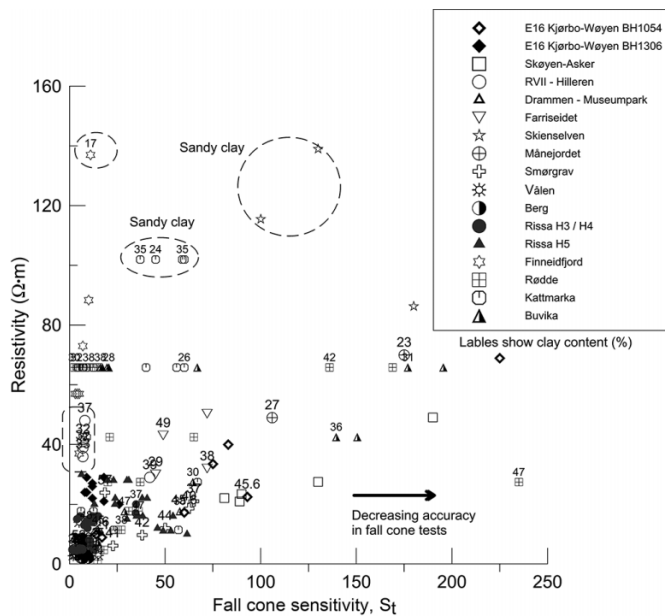 E16 Kjørbo-Wøyen BH1054
E16 Kjørbo-Wøyen BH1306
Skøyen-Asker
RVII - Hilleren
Drammen - Museumpark
Farriseidet
Skienselven
Månejordet
Smørgrav
Vålen
Berg
Rissa H3 / H4
Rissa H5
Finneidfjord
Rødde
Kattmarka
Buvika
Lables show clay content (%)
160
17
Sandy clay
120
Sandy clay
35 24 35
80
23
26
42
40
37
27
49
36
38
30
45.6
47
37
42
44
0
Resistivity (Ω·m)
Decreasing accuracy
in fall cone tests
0 50 100 150 200 250
Fall cone sensitivity, St